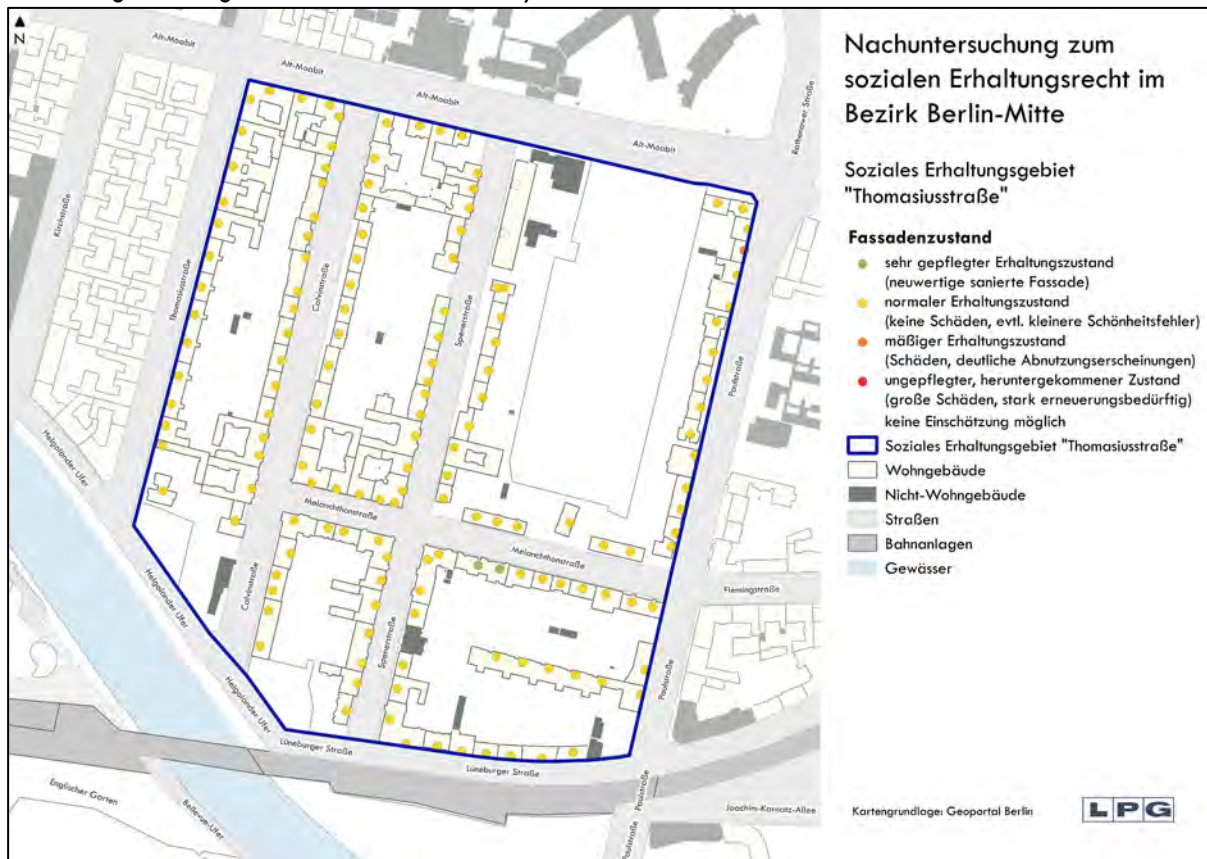 N
Alt-Moabit
Alt-Moabit
Alt-Moabit
Alt-Moabit
Rathenower Straße
Kirchstraße
Thomasiusstraße
Calvinstraße
Spenerstraße
Paulstraße
Helgoländer Ufer
Melanchthonstraße
Melanchthonstraße
Flemingstraße
Helgoländer Ufer
Calvinstraße
Spenerstraße
Paulstraße
Helgoländer Ufer
Lüneburger Straße
Lüneburger Straße
Englischer Garten
Bellevue-Ufer
Paulstraße
Paulstraße
Joachim-Karnatz-Allee
Nachuntersuchung zum
sozialen Erhaltungsrecht im
Bezirk Berlin-Mitte
Soziales Erhaltungsgebiet
"Thomasiusstraße"
Fassadenzustand
sehr gepflegter Erhaltungszustand
(neuwertige sanierte Fassade)
normaler Erhaltungszustand
(keine Schäden, evtl. kleinere Schönheitsfehler)
mäßiger Erhaltungszustand
(Schäden, deutliche Abnutzungserscheinungen)
ungepflegter, heruntergekommener Zustand
(große Schäden, stark erneuerungsbedürftig)
keine Einschätzung möglich
Soziales Erhaltungsgebiet "Thomasiusstraße"
Wohngebäude
Nicht-Wohngebäude
Straßen
Bahnanlagen
Gewässer
Kartengrundlage: Geoportal Berlin
LPG